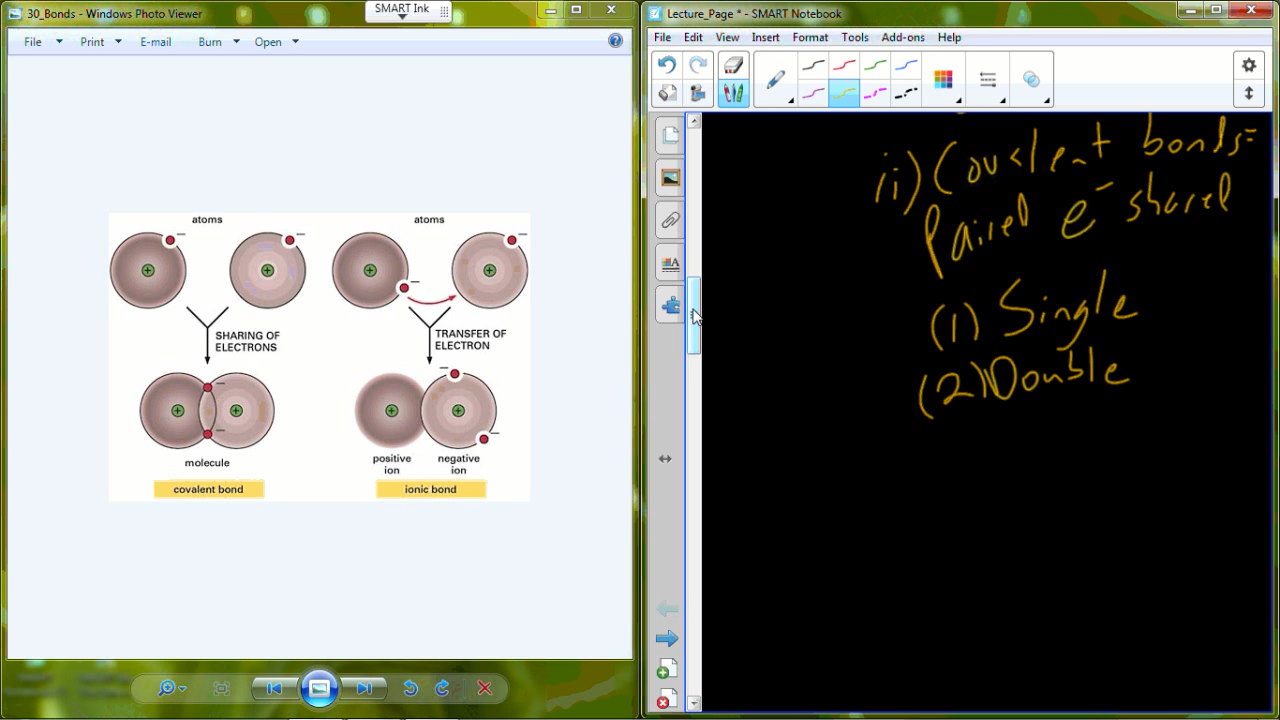 30_Bonds - Windows Photo Viewer
File Print E-mail Burn Open
atoms
atoms
SHARING OF
ELECTRONS
TRANSFER OF
ELECTRON
molecule
positive
ion
negative
ion
covalent bond
ionic bond
SMART Ink
Lecture_Page * - SMART Notebook
File Edit View Insert Format Tools Add-ons Help
ii) Covalent bonds=
Paired e⁻ shared
(1) Single
(2) Double